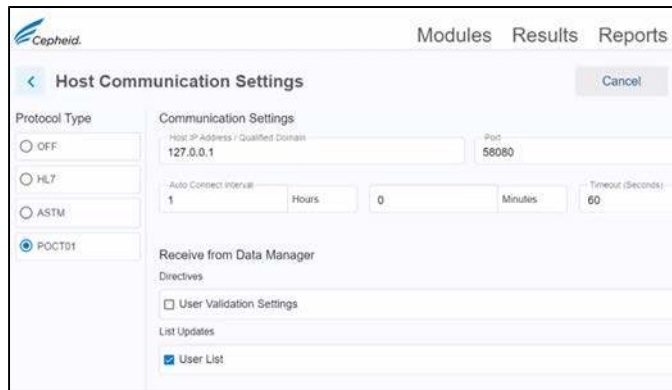 Cepheid.
Modules Results Reports
Host Communication Settings
Cancel
Protocol Type
OFF
HL7
ASTM
POCT01
Communication Settings
Host IP Address / Qualified Domain
127.0.0.1
Port
58080
Auto Connect Interval
1 Hours 0 Minutes
Timeout (Seconds)
60
Receive from Data Manager
Directives
User Validation Settings
List Updates
User List